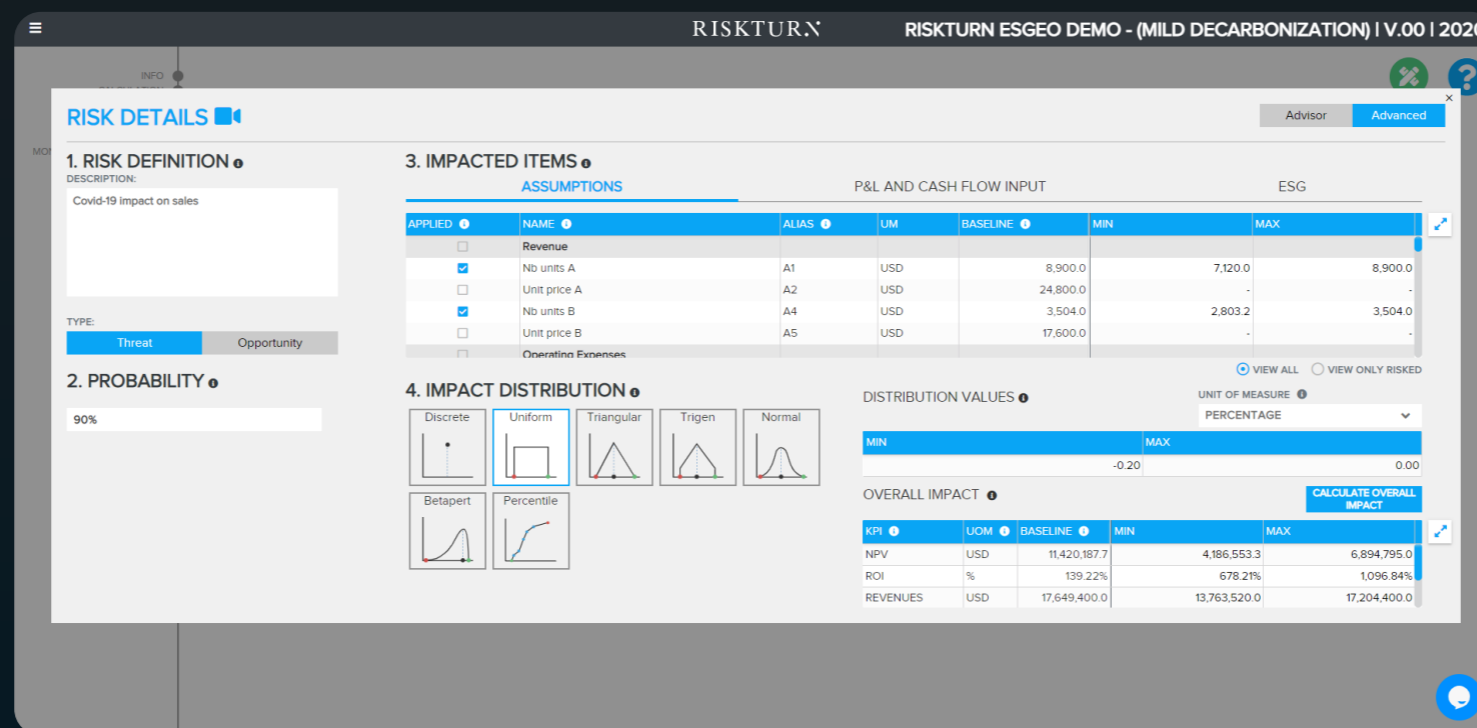 RISKTURN
RISKTURN ESGEO DEMO - (MILD DECARBONIZATION) | V.00 | 2020
INFO
RISK DETAILS
Advisor
Advanced
1. RISK DEFINITION
DESCRIPTION:
Covid-19 impact on sales
TYPE:
Threat
Opportunity
2. PROBABILITY
90%
3. IMPACTED ITEMS
ASSUMPTIONS P&L AND CASH FLOW INPUT ESG
APPLIED NAME ALIAS UM BASELINE MIN MAX
Revenue
Nb units A A1 USD 8,900.0 7,120.0 8,900.0
Unit price A A2 USD 24,800.0 - -
Nb units B A4 USD 3,504.0 2,803.2 3,504.0
Unit price B A5 USD 17,600.0 - -
Operating Expenses
VIEW ALL VIEW ONLY RISKED
4. IMPACT DISTRIBUTION
Discrete Uniform Triangular Trigen Normal
Betapert Percentile
DISTRIBUTION VALUES
UNIT OF MEASURE
PERCENTAGE
MIN MAX
-0.20 0.00
OVERALL IMPACT
CALCULATE OVERALL
IMPACT
KPI UOM BASELINE MIN MAX
NPV USD 11,420,187.7 4,186,553.3 6,894,795.0
ROI % 139.22% 678.21% 1,096.84%
REVENUES USD 17,649,400.0 13,763,520.0 17,204,400.0